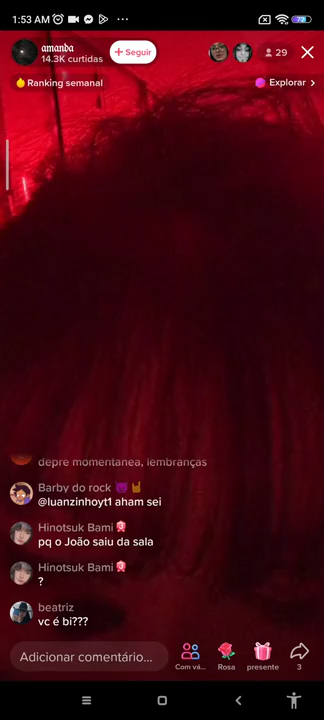 1:53 AM
72
amanda
14.3K curtidas
+ Seguir
29
Ranking semanal
Explorar >
depre momentanea, lembranças
Barby do rock 😈🤘
@luanzinhoyt1 aham sei
Hinotsuk Bami
pq o João saiu da sala
Hinotsuk Bami
?
beatriz
vc é bi???
Adicionar comentário...
Com vá...
Rosa
presente
3